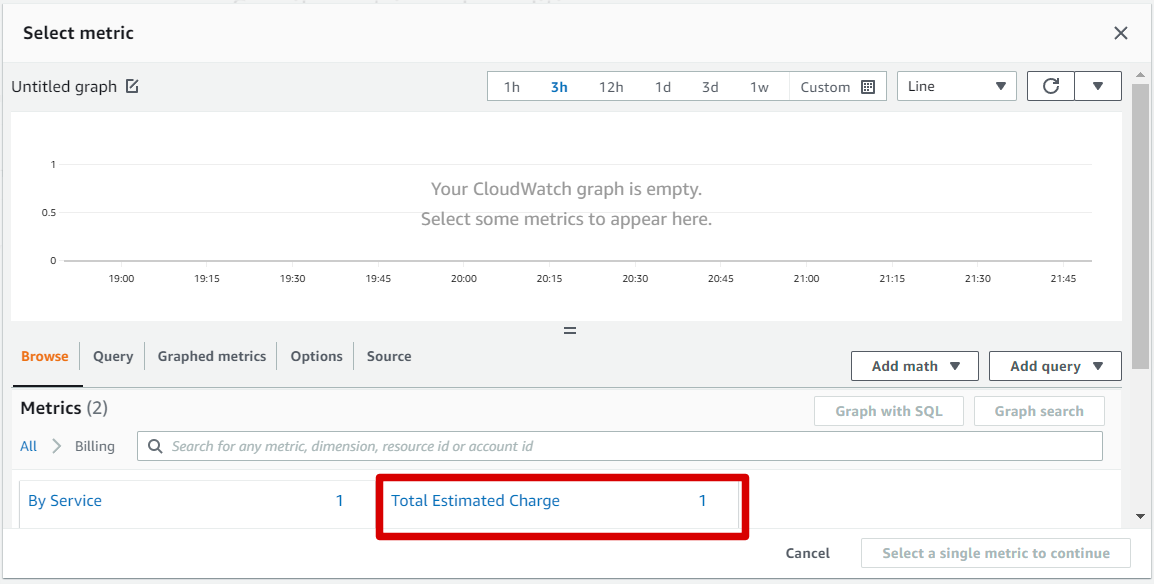 Select metric
Untitled graph
1h 3h 12h 1d 3d 1w Custom Line
1
0.5
0
Your CloudWatch graph is empty.
Select some metrics to appear here.
19:00 19:15 19:30 19:45 20:00 20:15 20:30 20:45 21:00 21:15 21:30 21:45
Browse Query Graphed metrics Options Source
Add math Add query
Metrics (2)
Graph with SQL Graph search
All Billing Search for any metric, dimension, resource id or account id
By Service 1 Total Estimated Charge 1
Cancel Select a single metric to continue